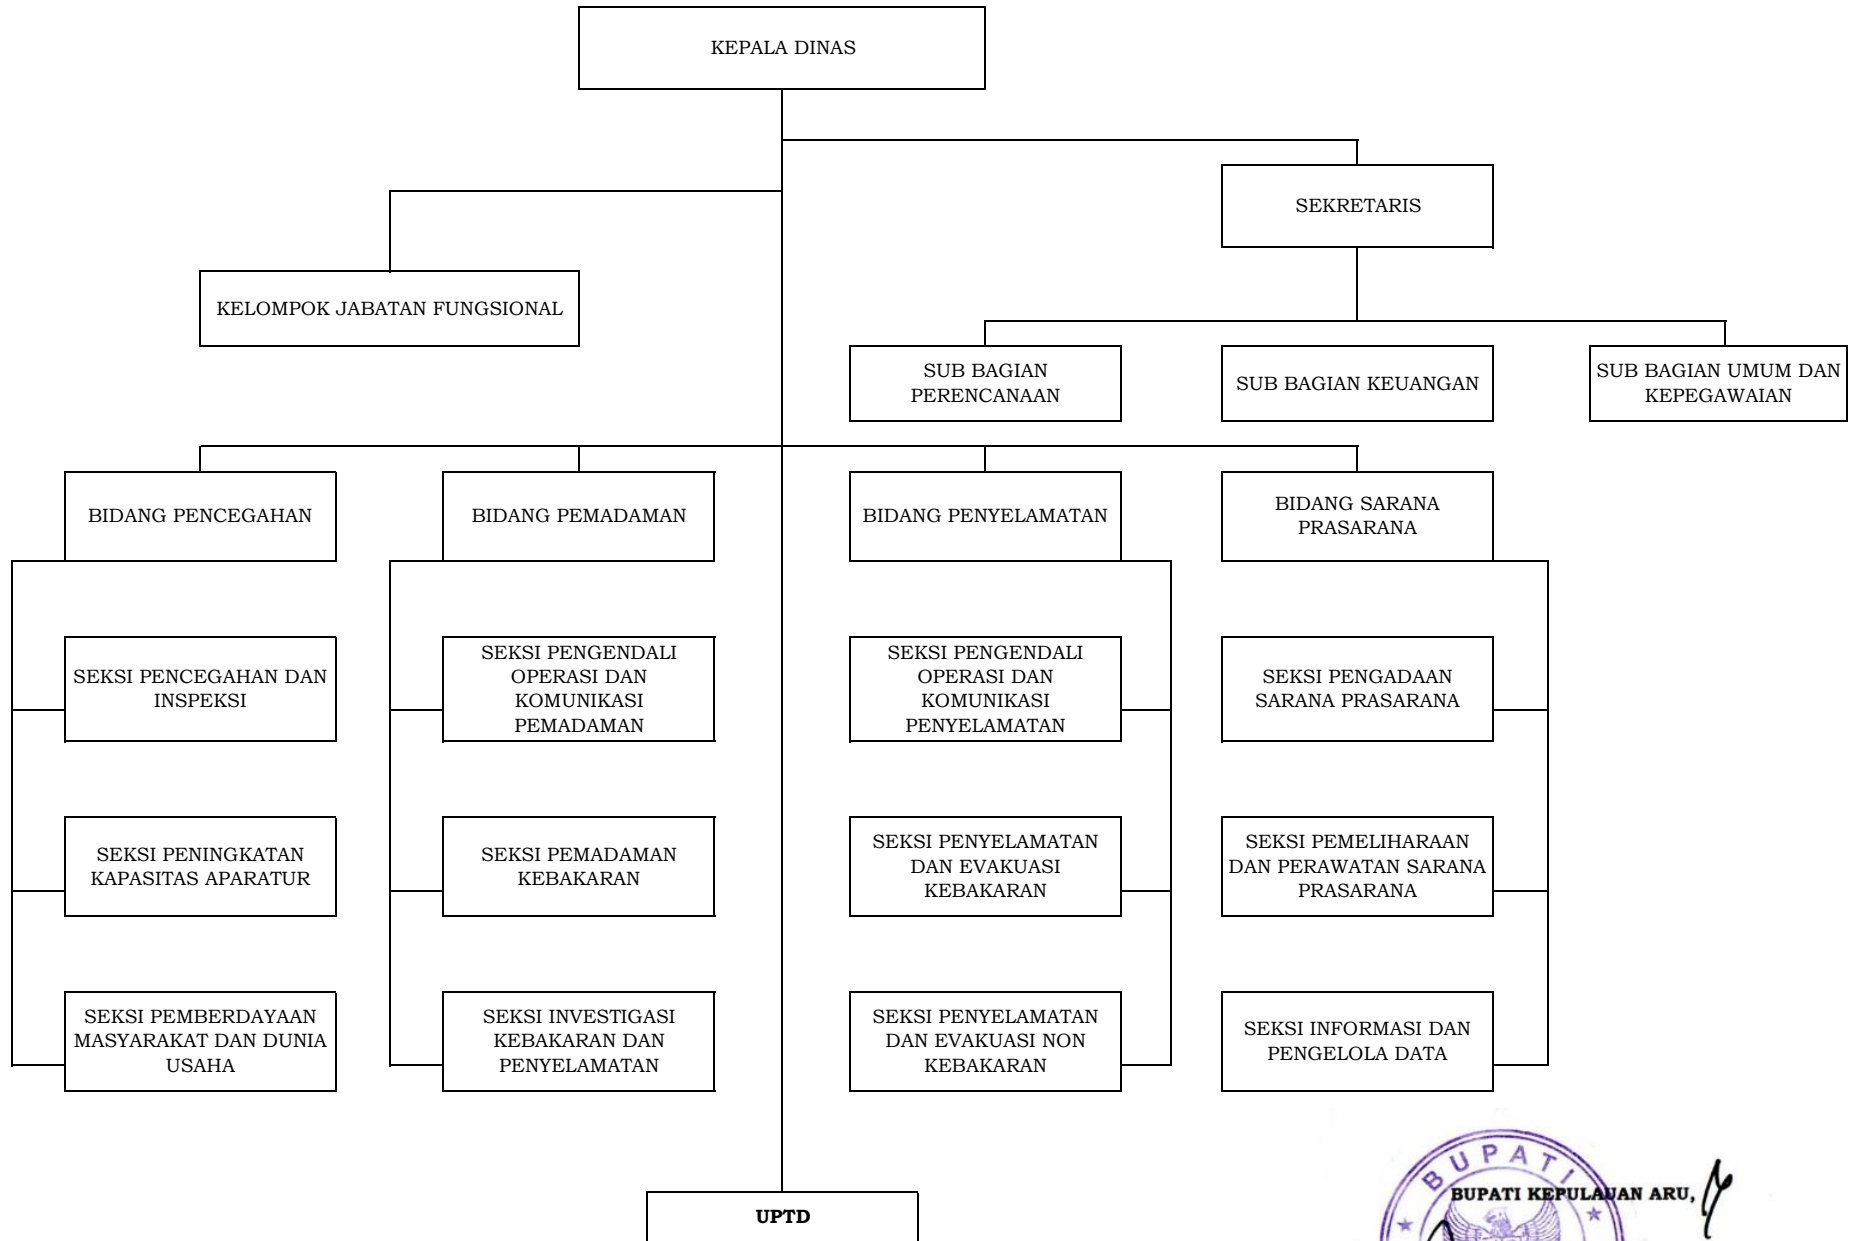 KEPALA DINAS
SEKRETARIS
KELOMPOK JABATAN FUNGSIONAL
SUB BAGIAN
PERENCANAAN
SUB BAGIAN KEUANGAN
SUB BAGIAN UMUM DAN
KEPEGAWAIAN
BIDANG PENCEGAHAN
BIDANG PEMADAMAN
BIDANG PENYELAMATAN
BIDANG SARANA
PRASARANA
SEKSI PENCEGAHAN DAN
INSPEKSI
SEKSI PENGENDALI
OPERASI DAN
KOMUNIKASI
PEMADAMAN
SEKSI PENGENDALI
OPERASI DAN
KOMUNIKASI
PENYELAMATAN
SEKSI PENGADAAN
SARANA PRASARANA
SEKSI PENINGKATAN
KAPASITAS APARATUR
SEKSI PEMADAMAN
KEBAKARAN
SEKSI PENYELAMATAN
DAN EVAKUASI
KEBAKARAN
SEKSI PEMELIHARAAN
DAN PERAWATAN SARANA
PRASARANA
SEKSI PEMBERDAYAAN
MASYARAKAT DAN DUNIA
USAHA
SEKSI INVESTIGASI
KEBAKARAN DAN
PENYELAMATAN
SEKSI PENYELAMATAN
DAN EVAKUASI NON
KEBAKARAN
SEKSI INFORMASI DAN
PENGELOLA DATA
UPTD
BUPATI
BUPATI KEPULAUAN ARU,